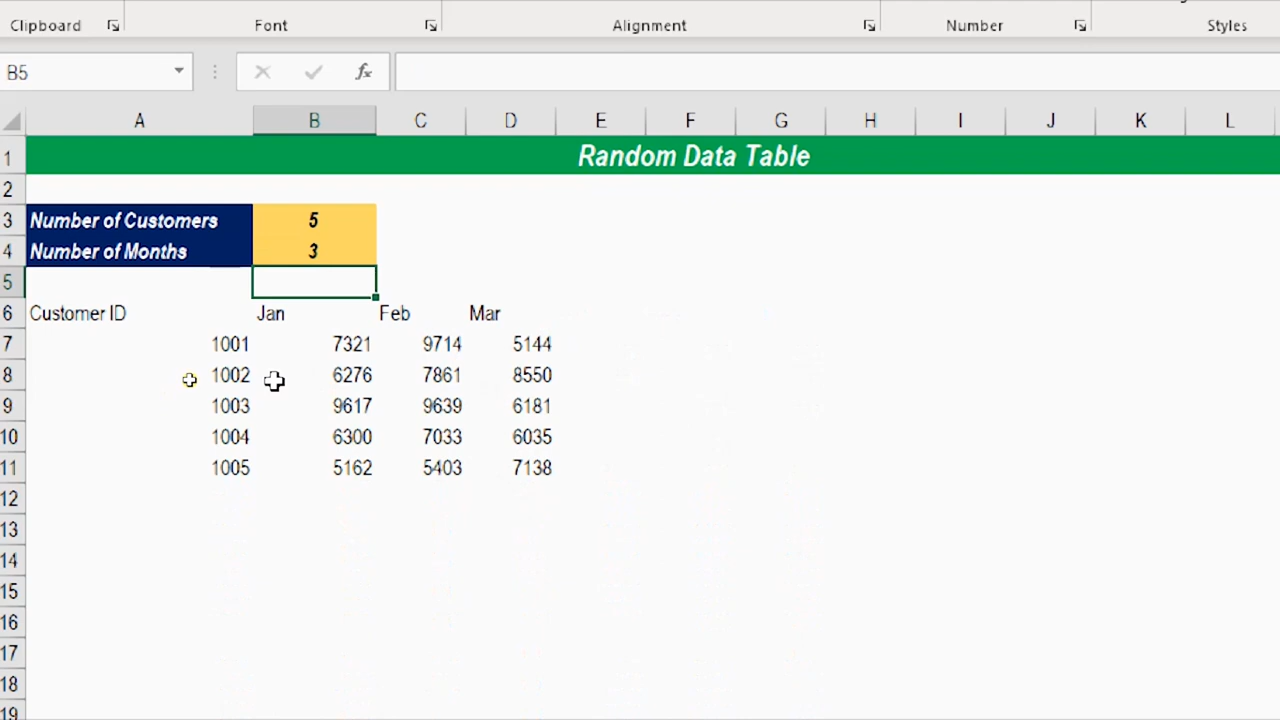 Clipboard Font Alignment Number Styles
B5 fx
A B C D E F G H I J K L
1 Random Data Table
2
3 Number of Customers 5
4 Number of Months 3
5
6 Customer ID Jan Feb Mar
7 1001 7321 9714 5144
8 1002 6276 7861 8550
9 1003 9617 9639 6181
10 1004 6300 7033 6035
11 1005 5162 5403 7138
12
13
14
15
16
17
18
19